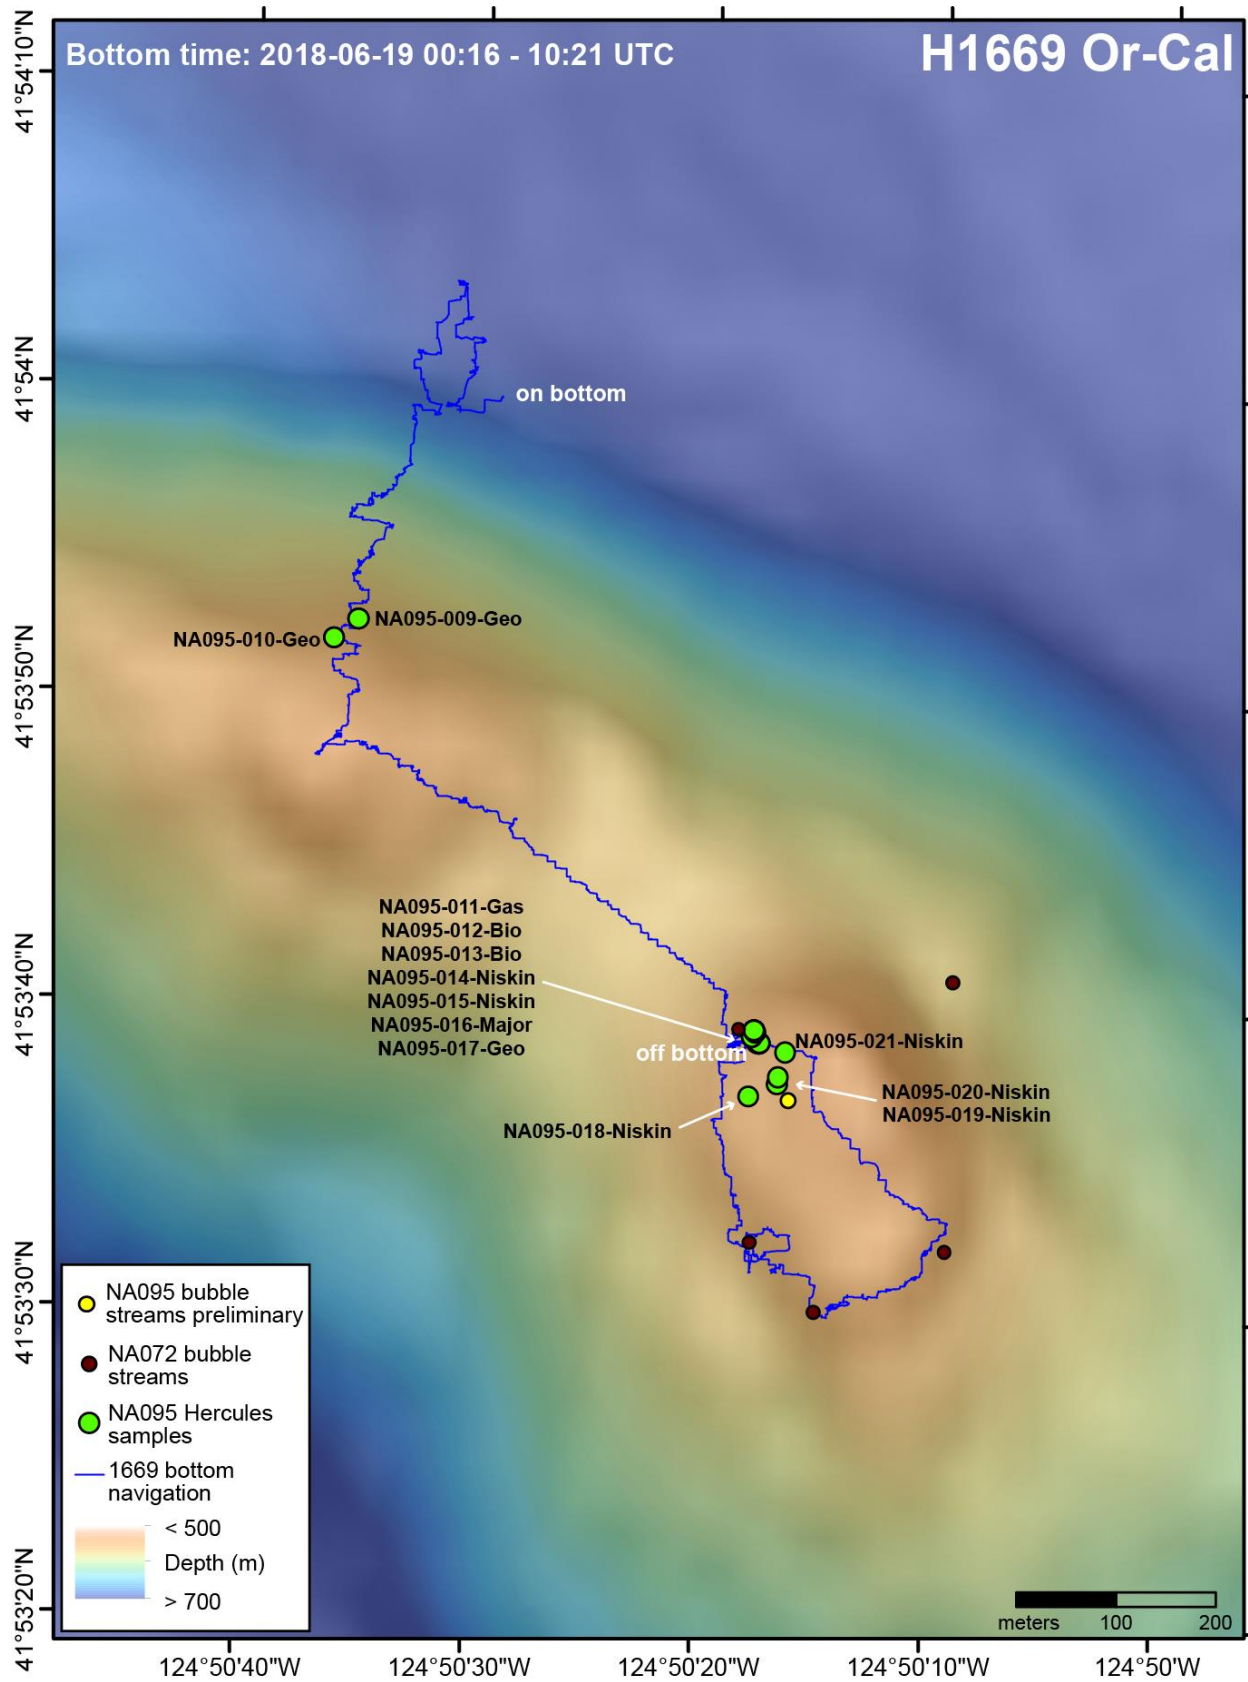 Bottom time: 2018-06-19 00:16 - 10:21 UTC
H1669 Or-Cal
41°54'10"N
41°54'N
41°53'50"N
41°53'40"N
41°53'30"N
41°53'20"N
on bottom
NA095-009-Geo
NA095-010-Geo
NA095-011-Gas
NA095-012-Bio
NA095-013-Bio
NA095-014-Niskin
NA095-015-Niskin
NA095-016-Major
NA095-017-Geo
off bottom
NA095-021-Niskin
NA095-020-Niskin
NA095-019-Niskin
NA095-018-Niskin
NA095 bubble
streams preliminary
NA072 bubble
streams
NA095 Hercules
samples
1669 bottom
navigation
< 500
Depth (m)
> 700
meters 100 200
124°50'40"W 124°50'30"W 124°50'20"W 124°50'10"W 124°50'W